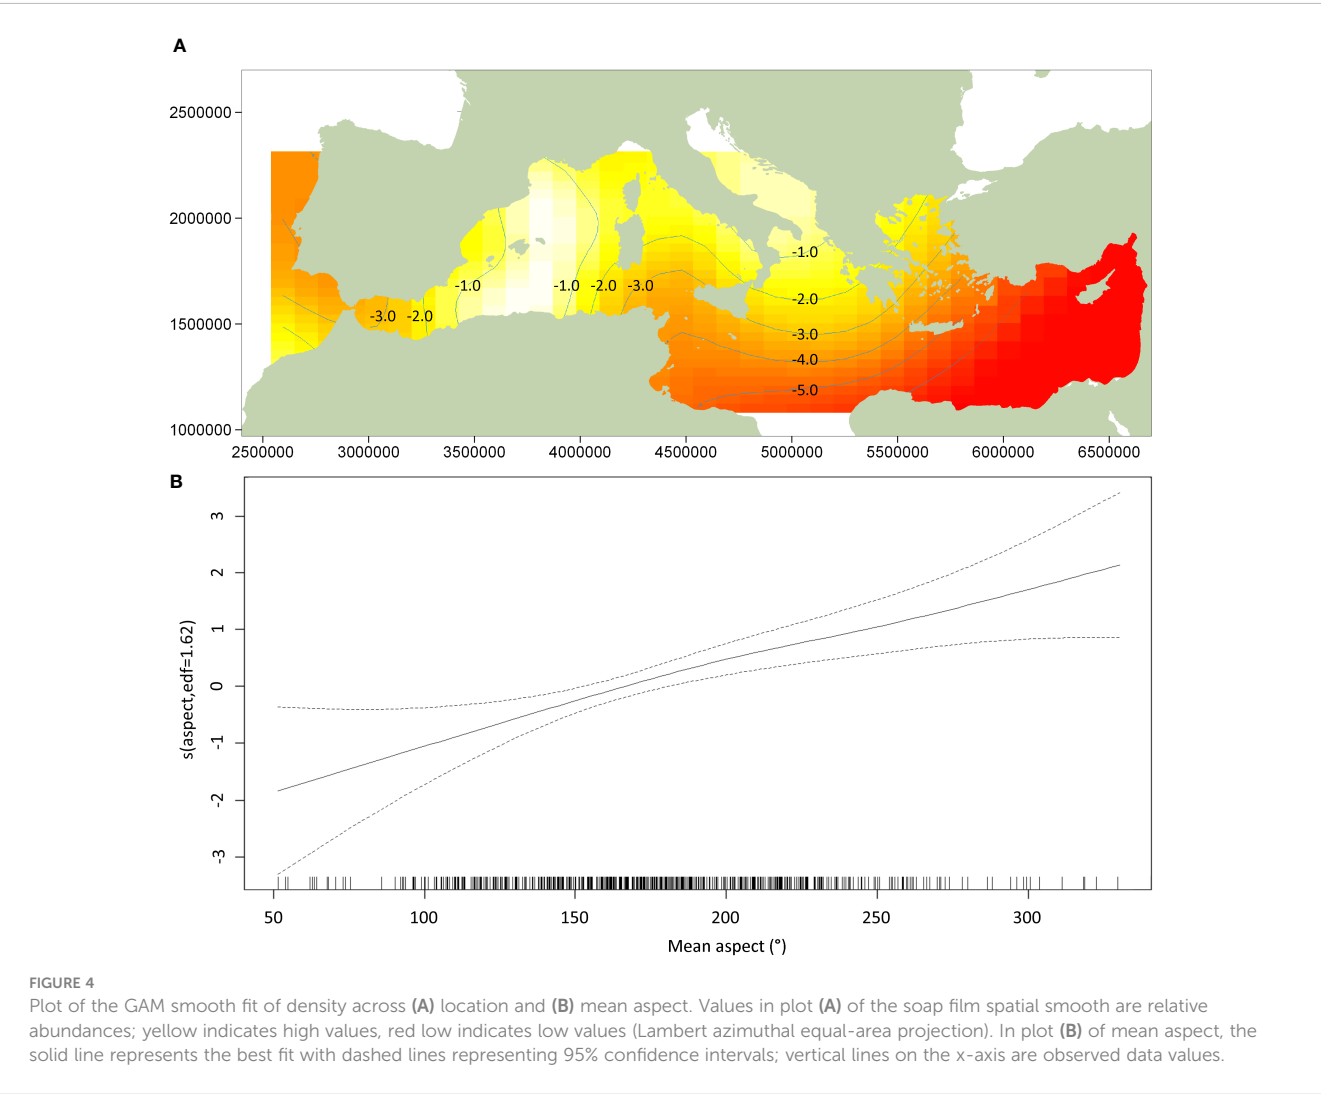 A
2500000
2000000
1500000
1000000
-1.0
-1.0
-2.0
-3.0
-3.0
-2.0
-1.0
-2.0
-3.0
-4.0
-5.0
2500000 3000000 3500000 4000000 4500000 5000000 5500000 6000000 6500000
B
3
2
1
0
-1
-2
-3
s(aspect,edf=1.62)
50 100 150 200 250 300
Mean aspect (°)
FIGURE 4
Plot of the GAM smooth fit of density across (A) location and (B) mean aspect. Values in plot (A) of the soap film spatial smooth are relative
abundances; yellow indicates high values, red low indicates low values (Lambert azimuthal equal-area projection). In plot (B) of mean aspect, the
solid line represents the best fit with dashed lines representing 95% confidence intervals; vertical lines on the x-axis are observed data values.